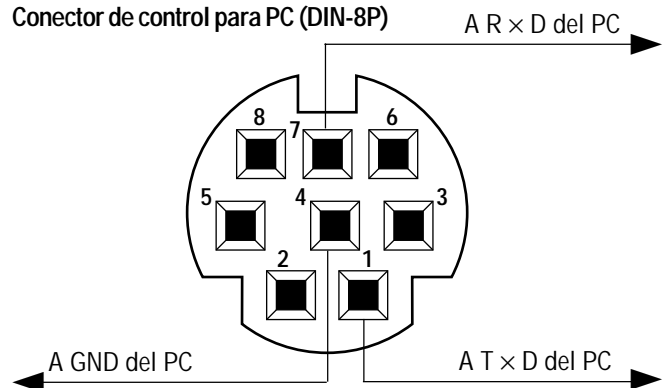 Conector de control para PC (DIN-8P)
A R × D del PC
8 7 6
5 4 3
2 1
A GND del PC
A T × D del PC